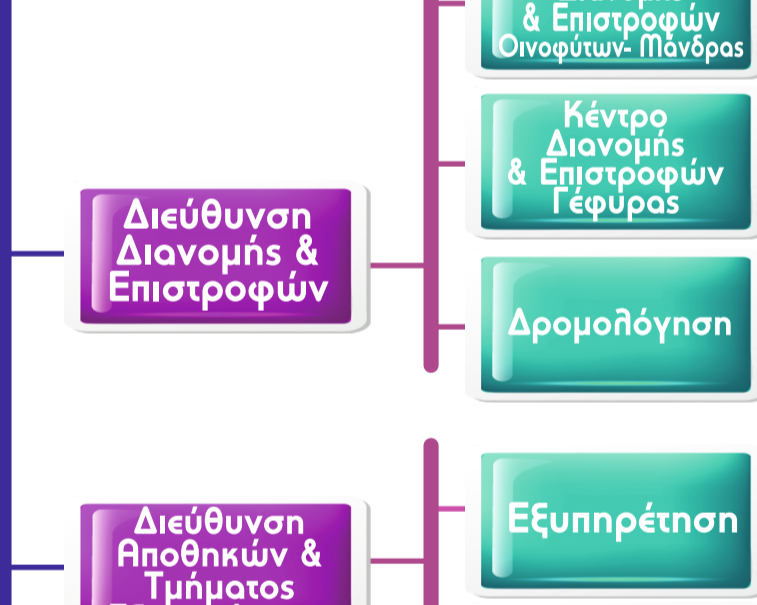 & Επιστροφών
Οινοφύτων- Μάνδρας
Κέντρο
Διανομής
& Επιστροφών
Γέφυρας
Διεύθυνση
Διανομής &
Επιστροφών
Δρομολόγηση
Εξυπηρέτηση
Διεύθυνση
Αποθηκών &
Τμήματος